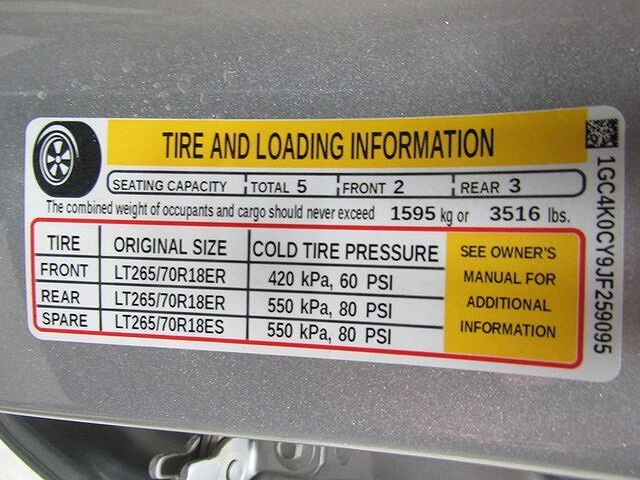 TIRE AND LOADING INFORMATION
SEATING CAPACITY TOTAL 5 FRONT 2 REAR 3
The combined weight of occupants and cargo should never exceed 1595 kg or 3516 lbs.
TIRE ORIGINAL SIZE COLD TIRE PRESSURE
FRONT LT265/70R18ER 420 kPa, 60 PSI
REAR LT265/70R18ER 550 kPa, 80 PSI
SPARE LT265/70R18ES 550 kPa, 80 PSI
SEE OWNER'S
MANUAL FOR
ADDITIONAL
INFORMATION
1GC4K0CY9JF259095